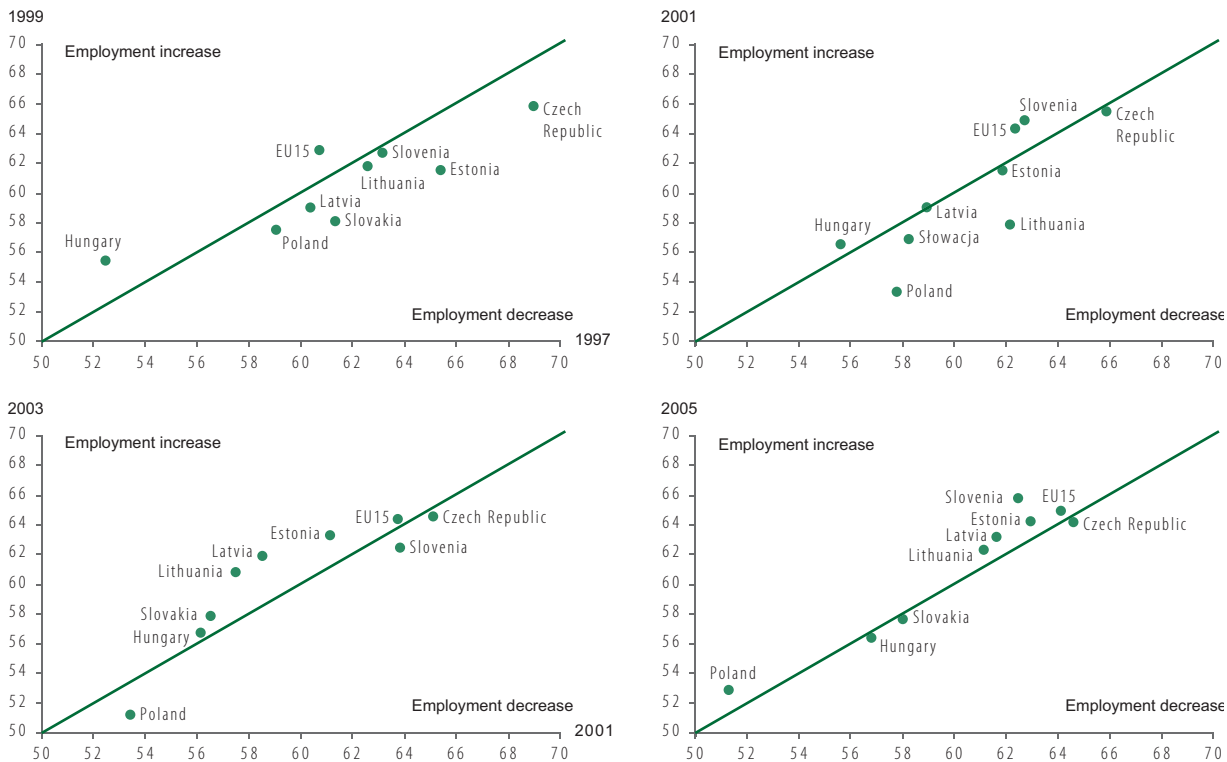 1999
Employment increase
70
68
66
64
62
60
58
56
54
52
50
Czech
Republic
EU15
Slovenia
Lithuania
Estonia
Latvia
Slovakia
Poland
Hungary
Employment decrease
1997
50 52 54 56 58 60 62 64 66 68 70
2001
Employment increase
70
68
66
64
62
60
58
56
54
52
50
Slovenia
EU15
Czech
Republic
Estonia
Latvia
Lithuania
Hungary
Słowacja
Poland
Employment decrease
50 52 54 56 58 60 62 64 66 68 70
2003
Employment increase
70
68
66
64
62
60
58
56
54
52
50
EU15
Czech Republic
Estonia
Slovenia
Latvia
Lithuania
Slovakia
Hungary
Poland
Employment decrease
2001
50 52 54 56 58 60 62 64 66 68 70
2005
Employment increase
70
68
66
64
62
60
58
56
54
52
50
Slovenia
EU15
Estonia
Czech Republic
Latvia
Lithuania
Slovakia
Hungary
Poland
Employment decrease
50 52 54 56 58 60 62 64 66 68 70